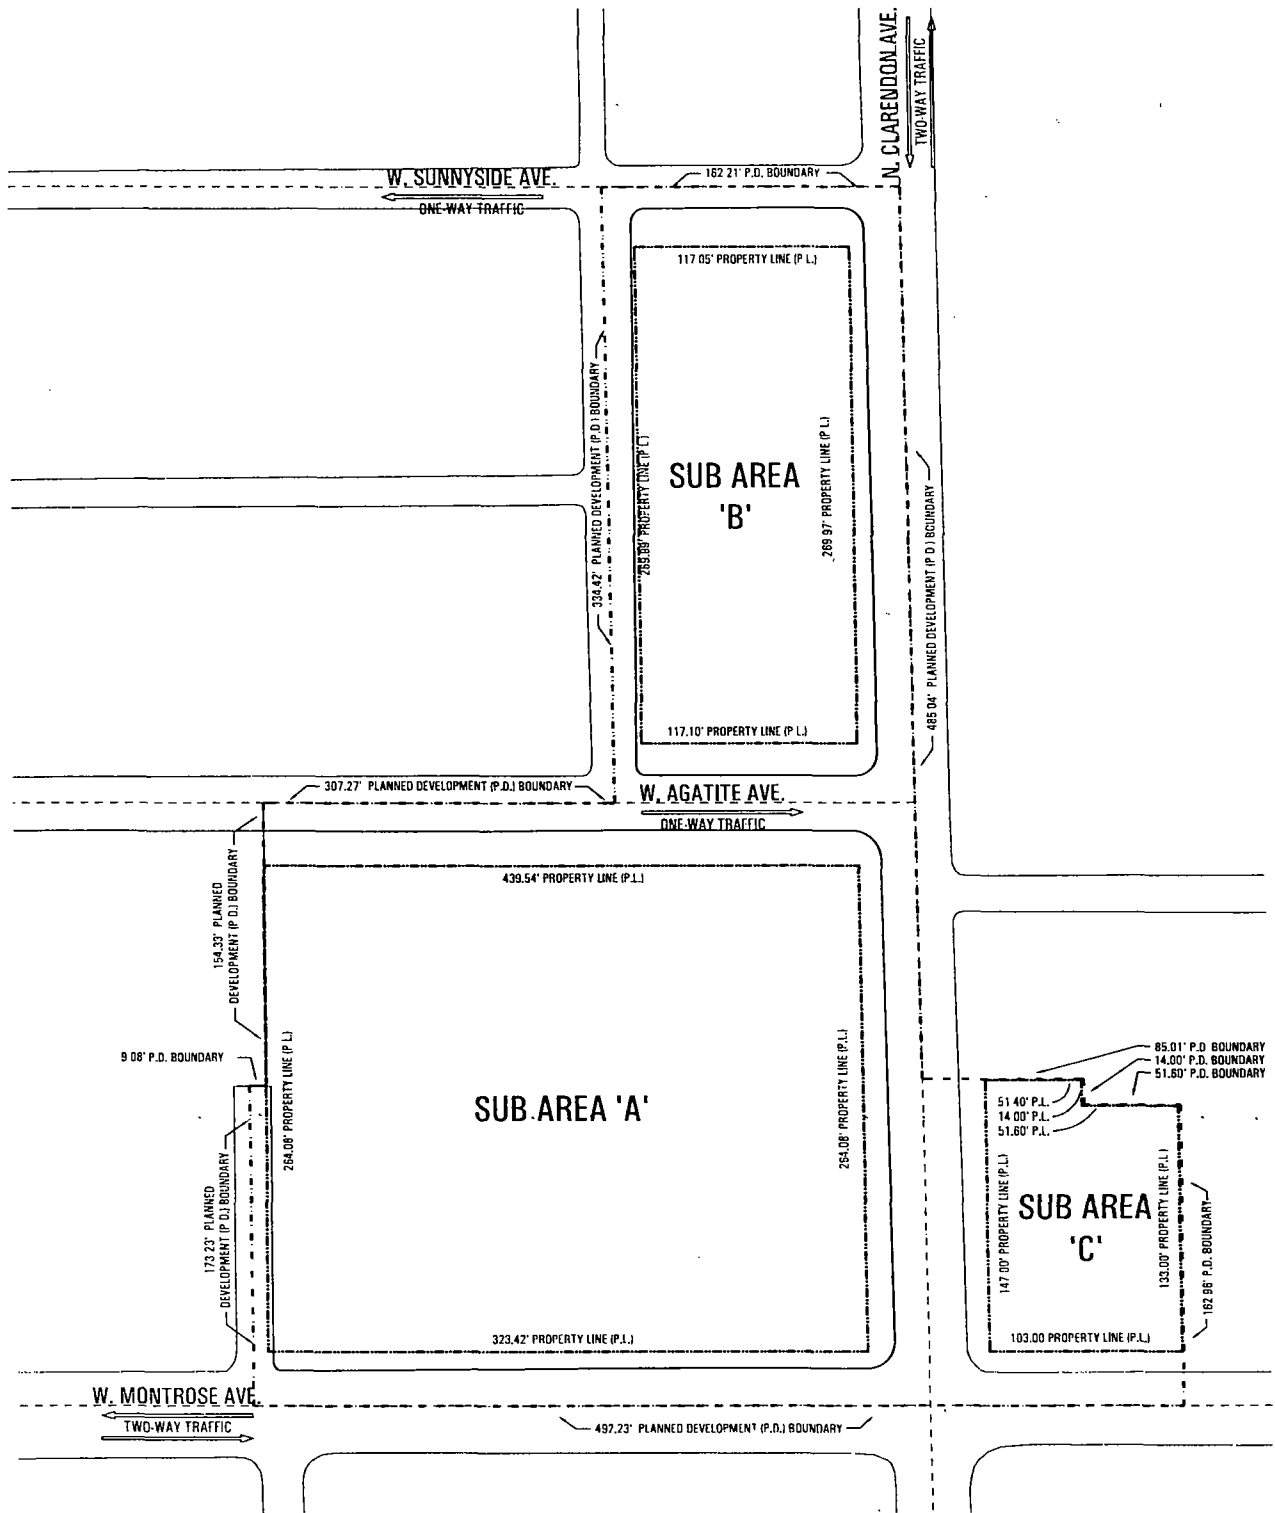 N. CLARENDON AVE.
TWO-WAY TRAFFIC
W. SUNNYSIDE AVE.
ONE-WAY TRAFFIC
162 21' P.D. BOUNDARY
117 05' PROPERTY LINE (P L.)
334.42' PLANNED DEVELOPMENT (P.D.) BOUNDARY
269.89' PROPERTY LINE (P L.)
SUB AREA
'B'
269 97' PROPERTY LINE (P L.)
485 04' PLANNED DEVELOPMENT (P D.) BOUNDARY
117.10' PROPERTY LINE (P L.)
307.27' PLANNED DEVELOPMENT (P.D.) BOUNDARY
W. AGATITE AVE.
ONE-WAY TRAFFIC
439.54' PROPERTY LINE (P.L.)
154.33' PLANNED
DEVELOPMENT (P D.) BOUNDARY
9 08' P.D. BOUNDARY
264.08' PROPERTY LINE (P L.)
SUB AREA 'A'
264.08' PROPERTY LINE (P.L.)
173 23' PLANNED
DEVELOPMENT (P D.) BOUNDARY
85.01' P.D BOUNDARY
14.00' P.D. BOUNDARY
51.60' P.D. BOUNDARY
51 40' P.L.
14 00' P.L.
51.60' P.L.
147 00' PROPERTY LINE (P.L.)
SUB AREA
'C'
133.00' PROPERTY LINE (P.L.)
162 96' P.D. BOUNDARY
103.00 PROPERTY LINE (P.L.)
323.42' PROPERTY LINE (P.L.)
W. MONTROSE AVE.
TWO-WAY TRAFFIC
492.23' PLANNED DEVELOPMENT (P.D.) BOUNDARY